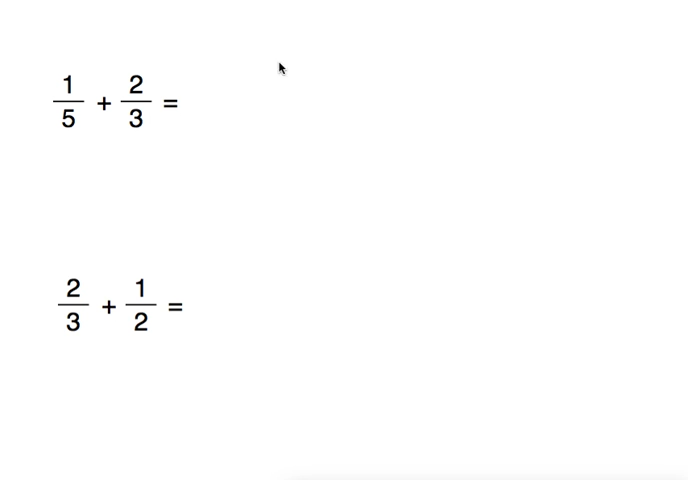 1/5 + 2/3 =
2/3 + 1/2 =